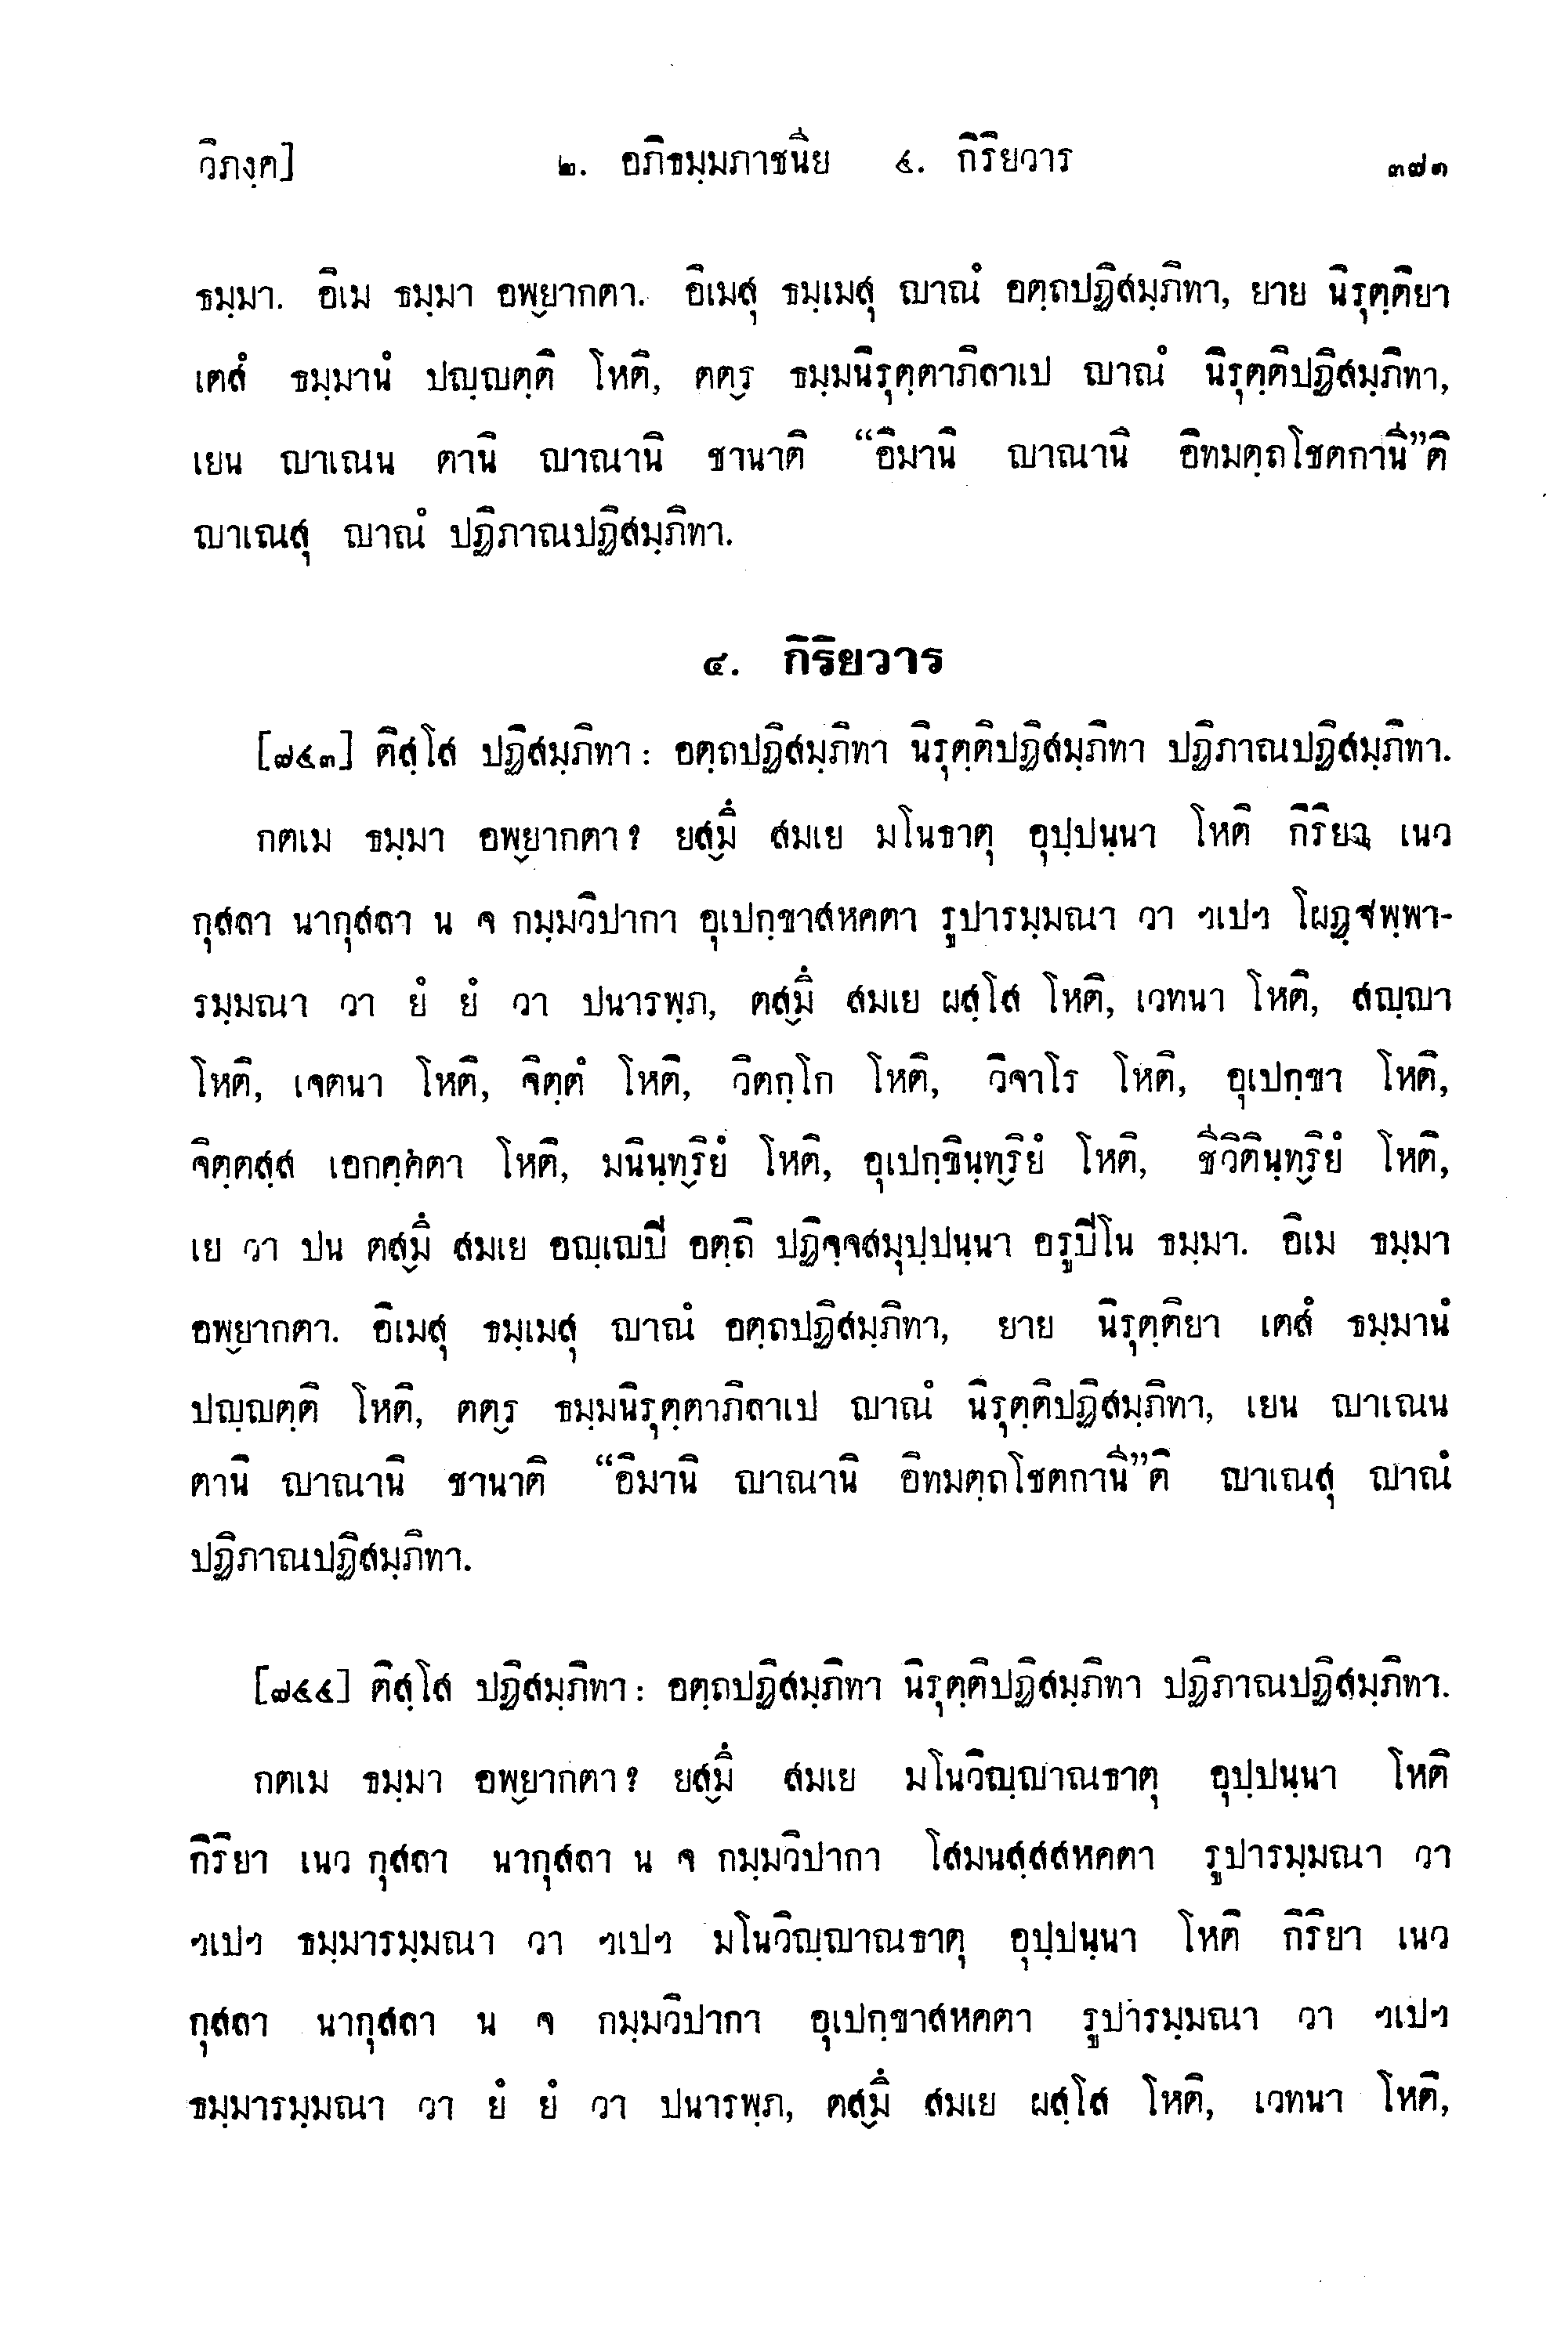 วิภงฺค]	๒. อภิธมฺมภาชนีย ๔. กิริยวาร	๓๗๑
ธมฺมา. อิเม ธมฺมา อพฺยากตา. อิเมสุ ธมฺเมสุ ญาณํ อตฺถปฏิสมฺภิทา, ยาย นิรุตฺติยา
เตสํ ธมฺมานํ ปญฺญตฺติ โหติ, ตตฺร ธมฺมนิรุตฺตาภิลาเป ญาณํ นิรุตฺติปฏิสมฺภิทา,
เยน ญาเณน ตานิ ญาณานิ ชานาติ “อิมานิ ญาณานิ อิทมตฺถโชตกานี”ติ
ญาเณสุ ญาณํ ปฏิภาณปฏิสมฺภิทา.
๔. กิริยวาร
[๗๔๓] ติสฺโส ปฏิสมฺภิทา : อตฺถปฏิสมฺภิทา นิรุตฺติปฏิสมฺภิทา ปฏิภาณปฏิสมฺภิทา.
กตเม ธมฺมา อพฺยากตา ? ยสฺมึ สมเย มโนธาตุ อุปฺปนฺนา โหติ กิริยา เนว
กุสลา นากุสลา น จ กมฺมวิปากา อุเปกฺขาสหคตา รูปารมฺมณา วา ฯเปฯ โผฏฺฐพฺพา-
รมฺมณา วา ยํ ยํ วา ปนารพฺภ, ตสฺมึ สมเย ผสฺโส โหติ, เวทนา โหติ, สญฺญา
โหติ, เจตนา โหติ, จิตฺตํ โหติ, วิตกฺโก โหติ, วิจาโร โหติ, อุเปกฺขา โหติ,
จิตฺตสฺส เอกคฺคตา โหติ, มนินฺทฺริยํ โหติ, อุเปกฺขินฺทฺริยํ โหติ, ชีวิตินฺทฺริยํ โหติ,
เย วา ปน ตสฺมึ สมเย อญฺเญปี อตฺถิ ปฏิจฺจสมุปฺปนฺนา อรูปิโน ธมฺมา. อิเม ธมฺมา
อพฺยากตา. อิเมสุ ธมฺเมสุ ญาณํ อตฺถปฏิสมฺภิทา, ยาย นิรุตฺติยา เตสํ ธมฺมานํ
ปญฺญตฺติ โหติ, ตตฺร ธมฺมนิรุตฺตาภิลาเป ญาณํ นิรุตฺติปฏิสมฺภิทา, เยน ญาเณน
ตานิ ญาณานิ ชานาติ “อิมานิ ญาณานิ อิทมตฺถโชตกานี”ติ ญาเณสุ ญาณํ
ปฏิภาณปฏิสมฺภิทา.
[๗๔๔] ติสฺโส ปฏิสมฺภิทา : อตฺถปฏิสมฺภิทา นิรุตฺติปฏิสมฺภิทา ปฏิภาณปฏิสมฺภิทา.
กตเม ธมฺมา อพฺยากตา ? ยสฺมึ สมเย มโนวิญฺญาณธาตุ อุปฺปนฺนา โหติ
กิริยา เนว กุสลา นากุสลา น จ กมฺมวิปากา โสมนสฺสสหคตา รูปารมฺมณา วา
ฯเปฯ ธมฺมารมฺมณา วา ฯเปฯ มโนวิญฺญาณธาตุ อุปฺปนฺนา โหติ กิริยา เนว
กุสลา นากุสลา น จ กมฺมวิปากา อุเปกฺขาสหคตา รูปารมฺมณา วา ฯเปฯ
ธมฺมารมฺมณา วา ยํ ยํ วา ปนารพฺภ, ตสฺมึ สมเย ผสฺโส โหติ, เวทนา โหติ,